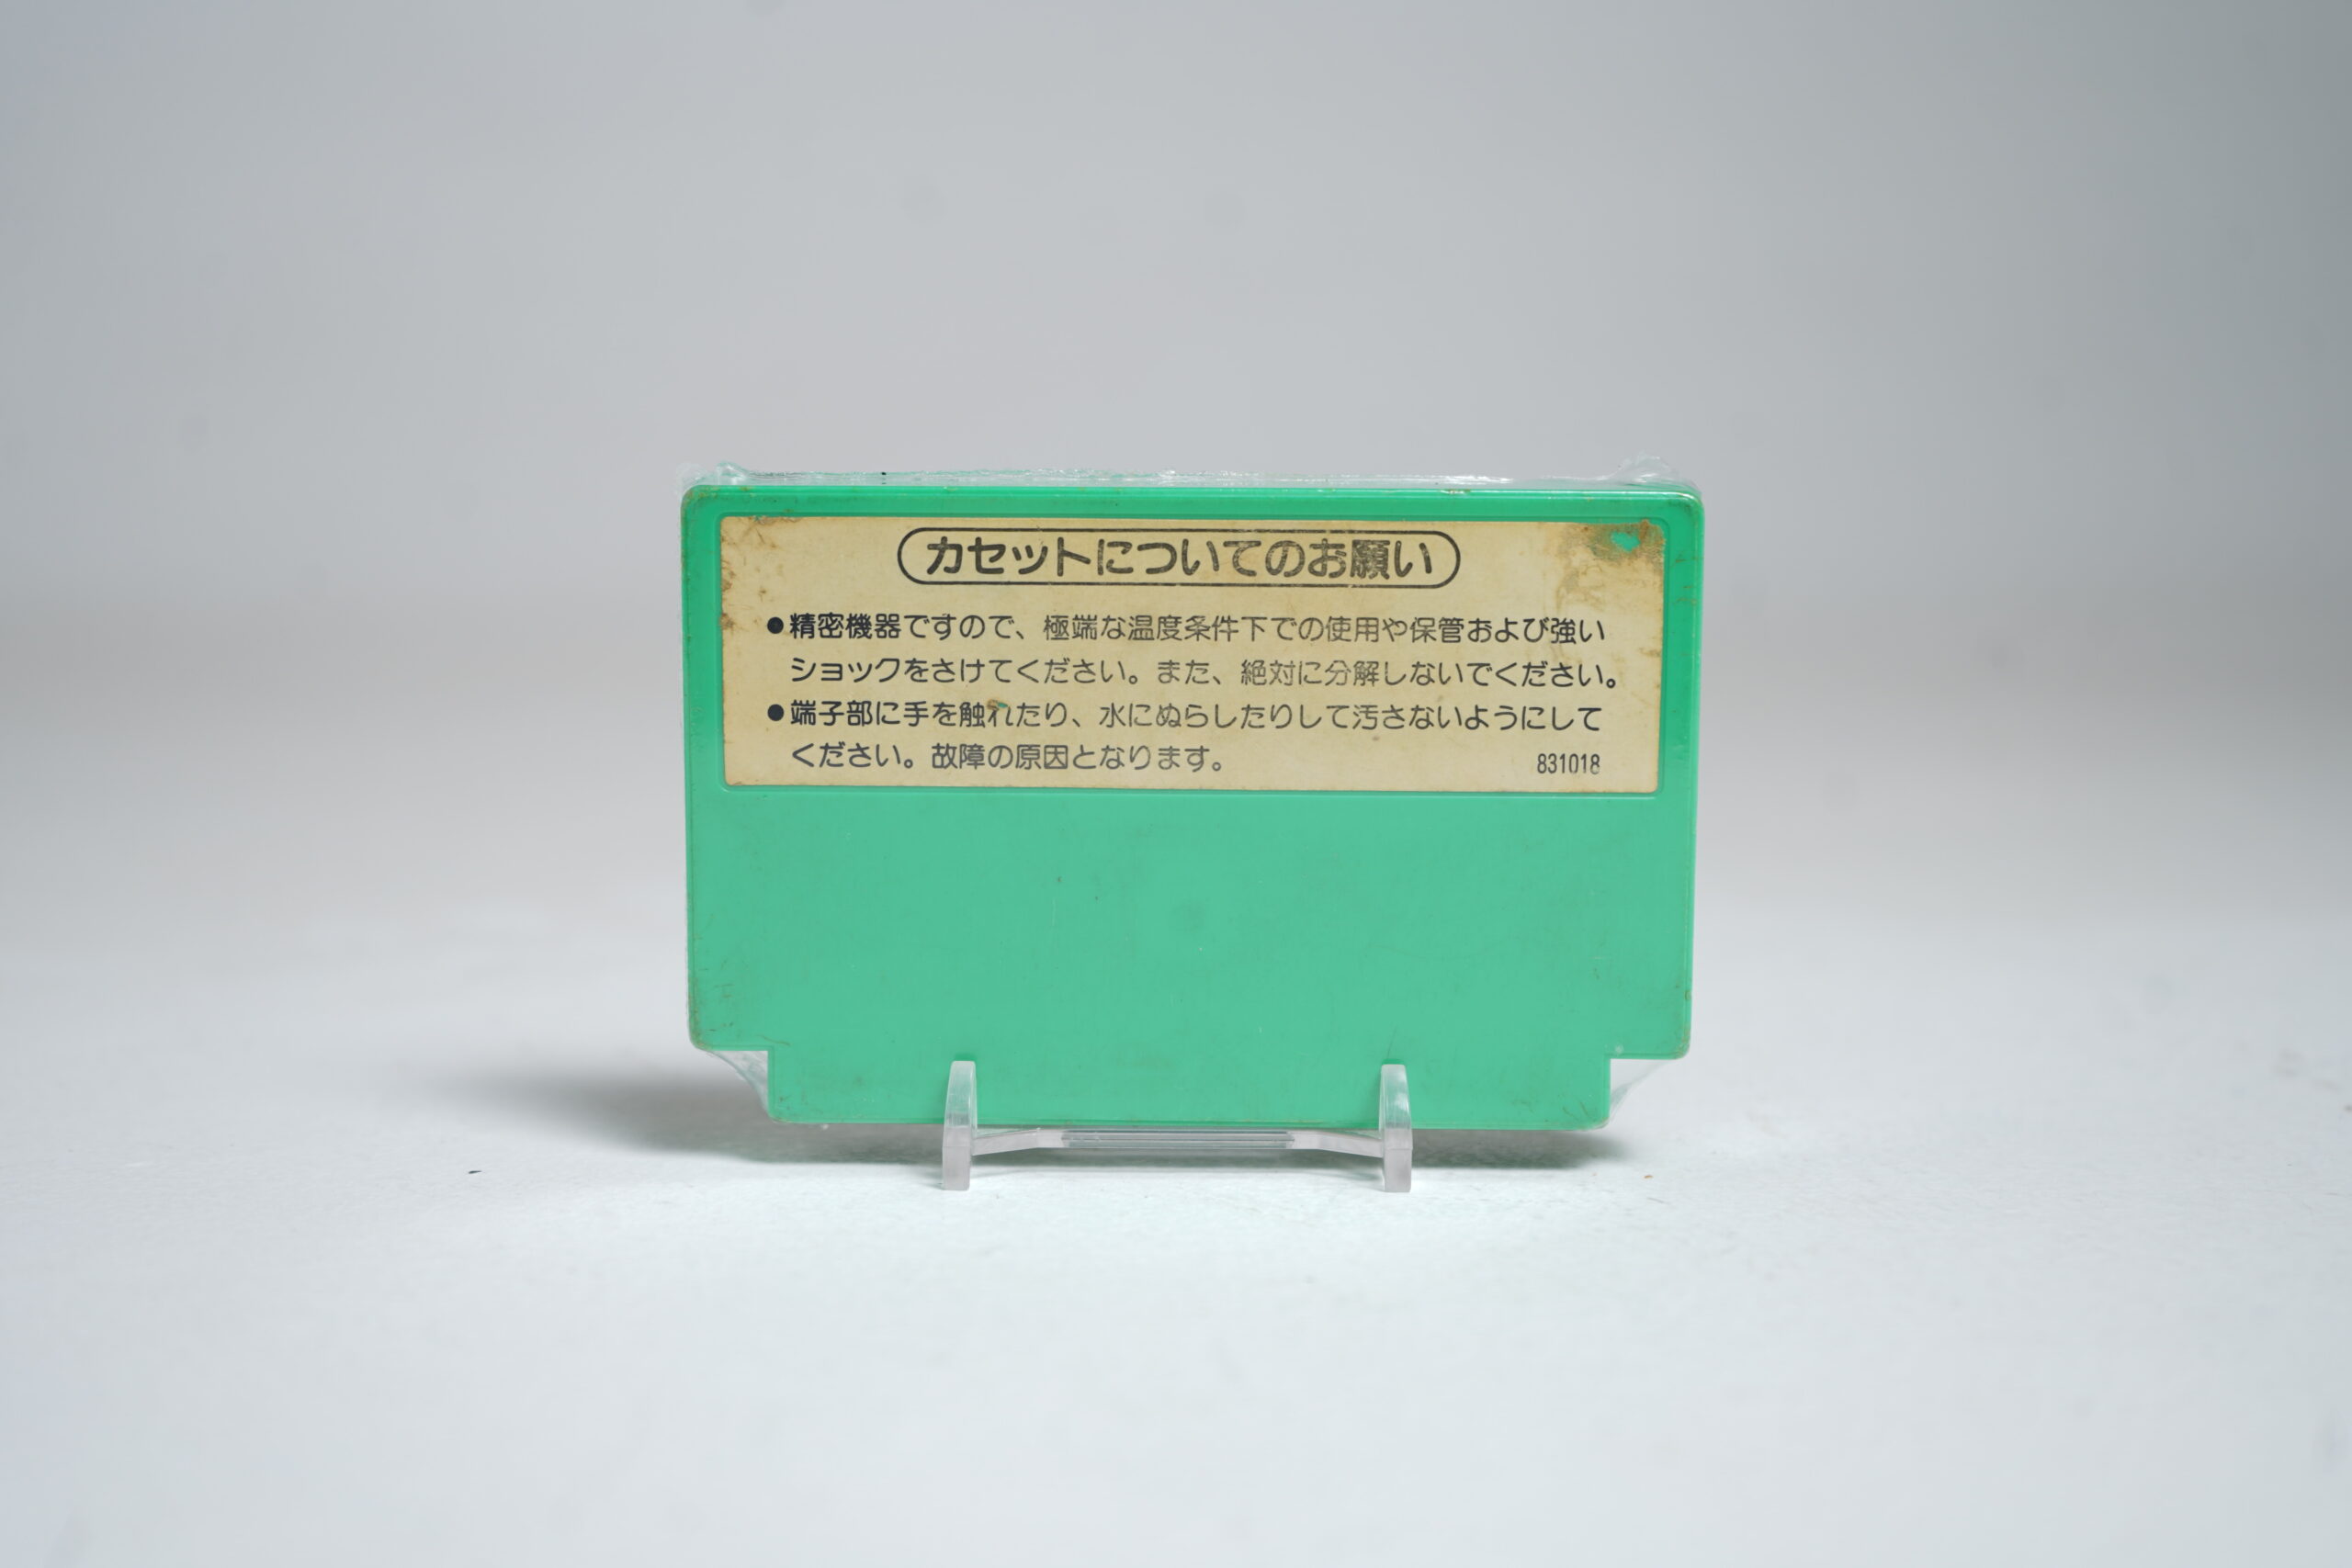 カセットについてのお願い
●精密機器ですので、極端な温度条件下での使用や保管および強い
ショックをさけてください。また、絶対に分解しないでください。
●端子部に手を触れたり、水にぬらしたりして汚さないようにして
ください。故障の原因となります。
831018